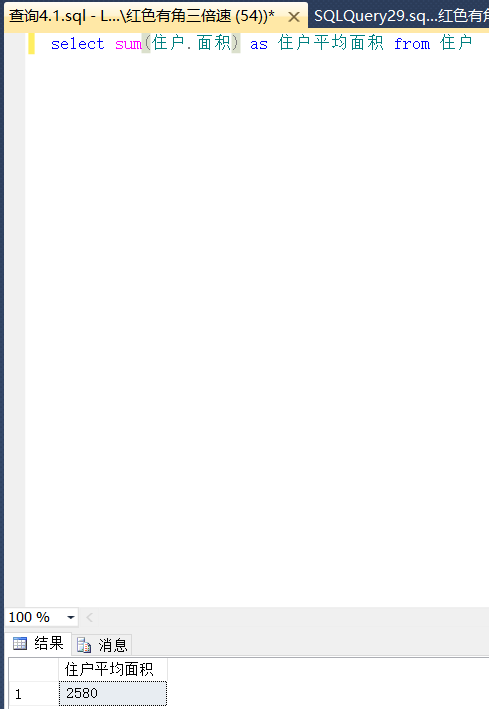 查询4.1.sql - L...\红色有角三倍速 (54))* SQLQuery29.sq...红色有角
select sum(住户.面积) as 住户平均面积 from 住户
100 %
结果 消息
住户平均面积
1 2580